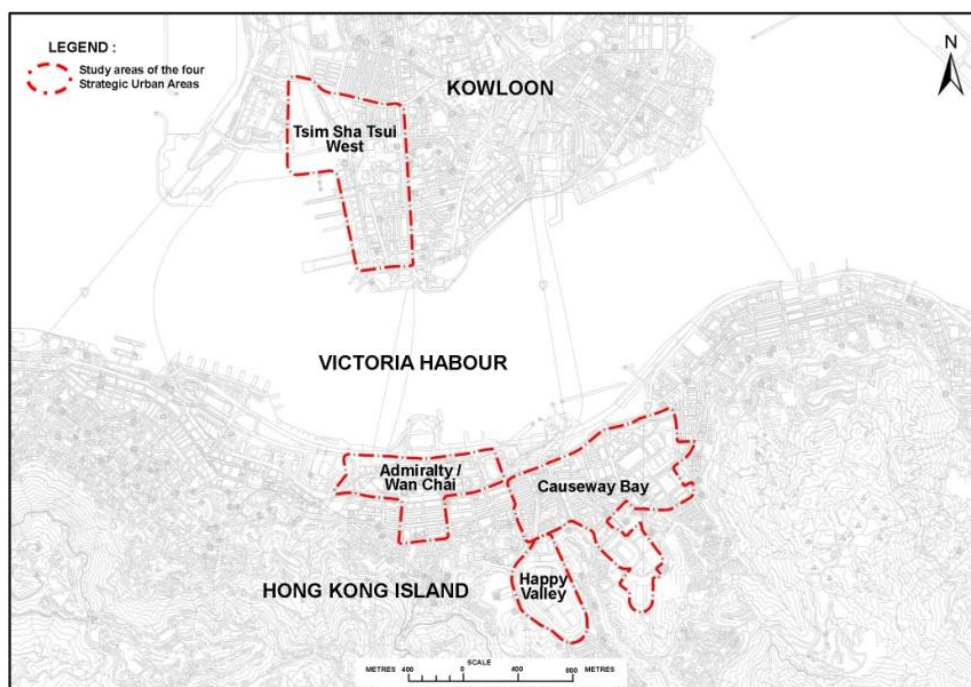 LEGEND :
Study areas of the four
Strategic Urban Areas
N
KOWLOON
Tsim Sha Tsui
West
VICTORIA HABOUR
Admiralty /
Wan Chai
Causeway Bay
HONG KONG ISLAND
Happy
Valley
SCALE
METRES 400 0 400 800 METRES